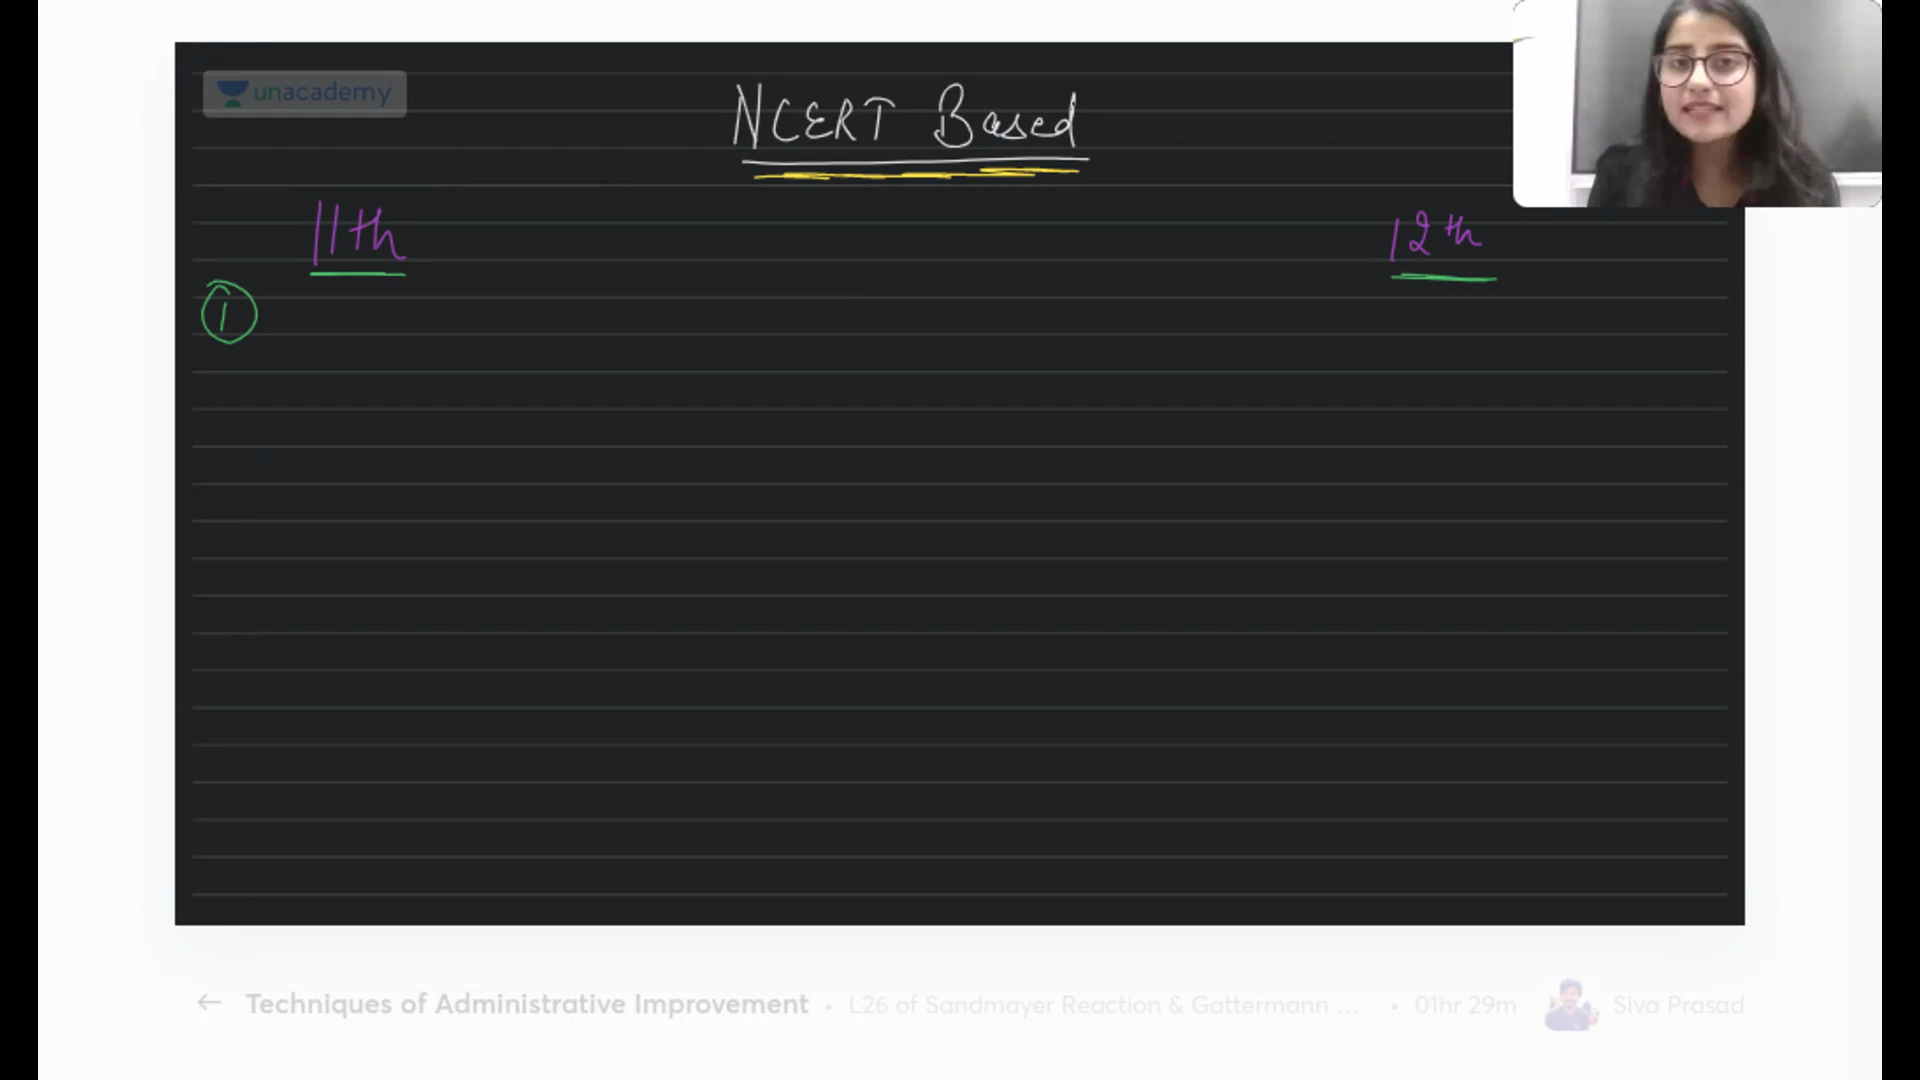 unacademy
NCERT Based
11th
12th
1
← Techniques of Administrative Improvement • L26 of Sandmayer Reaction & Gattermann ... • 01hr 29m Siva Prasad